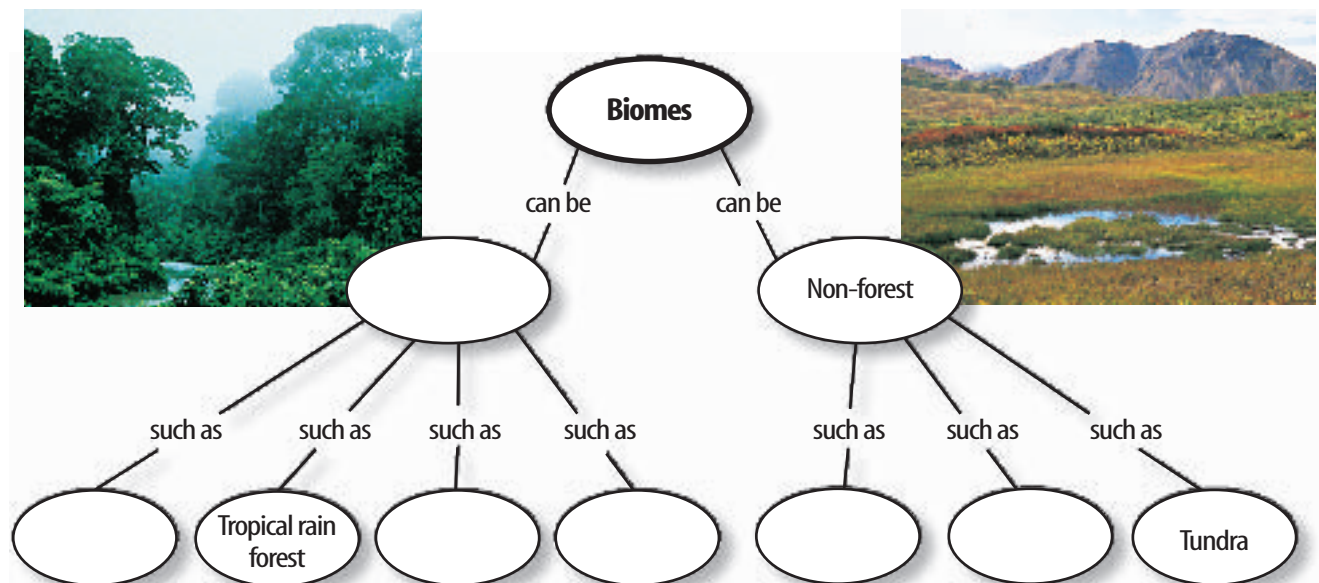 Biomes
can be
can be
Non-forest
such as
such as
such as
such as
such as
such as
such as
Tropical rain
forest
Tundra